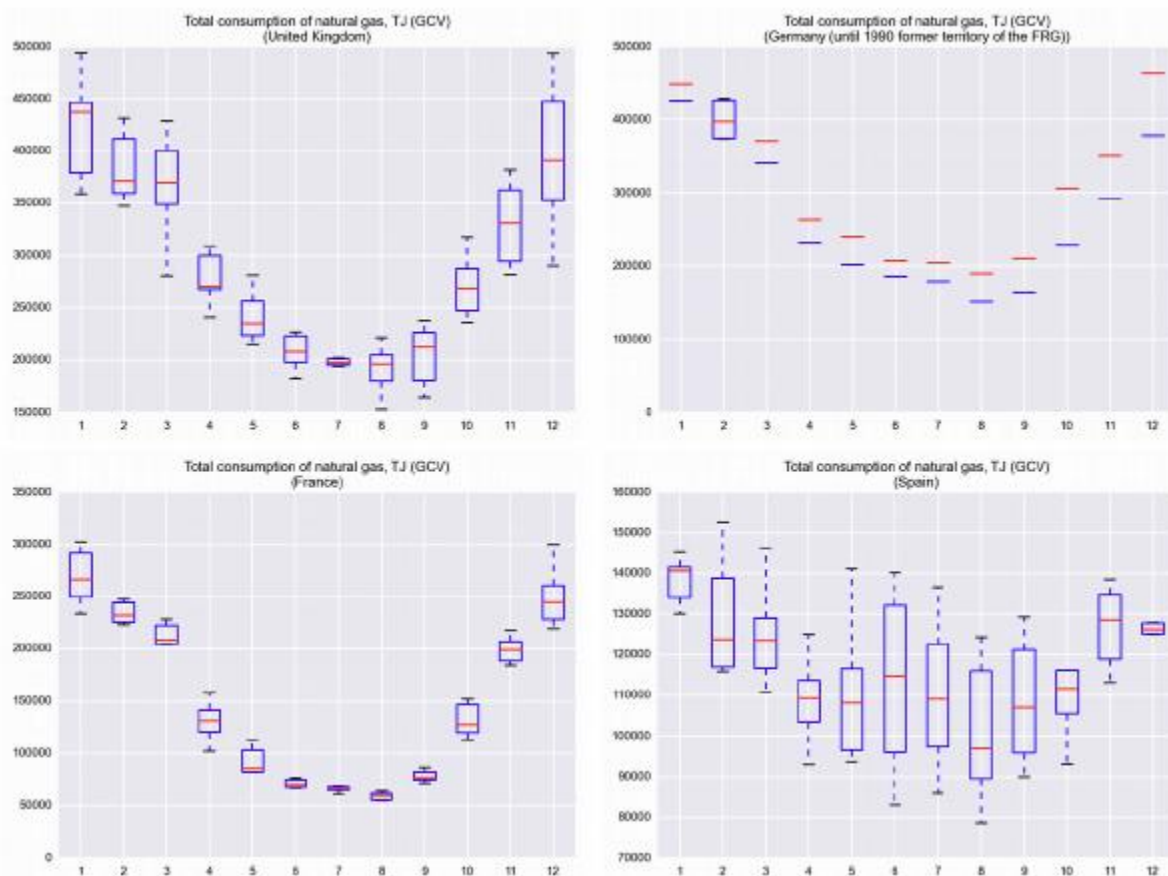 Total consumption of natural gas, TJ (GCV)
(United Kingdom)
500000
450000
400000
350000
300000
250000
200000
150000
1 2 3 4 5 6 7 8 9 10 11 12
Total consumption of natural gas, TJ (GCV)
(Germany (until 1990 former territory of the FRG))
500000
400000
300000
200000
100000
0
1 2 3 4 5 6 7 8 9 10 11 12
Total consumption of natural gas, TJ (GCV)
(France)
350000
300000
250000
200000
150000
100000
50000
0
1 2 3 4 5 6 7 8 9 10 11 12
Total consumption of natural gas, TJ (GCV)
(Spain)
160000
150000
140000
130000
120000
110000
100000
90000
80000
70000
1 2 3 4 5 6 7 8 9 10 11 12